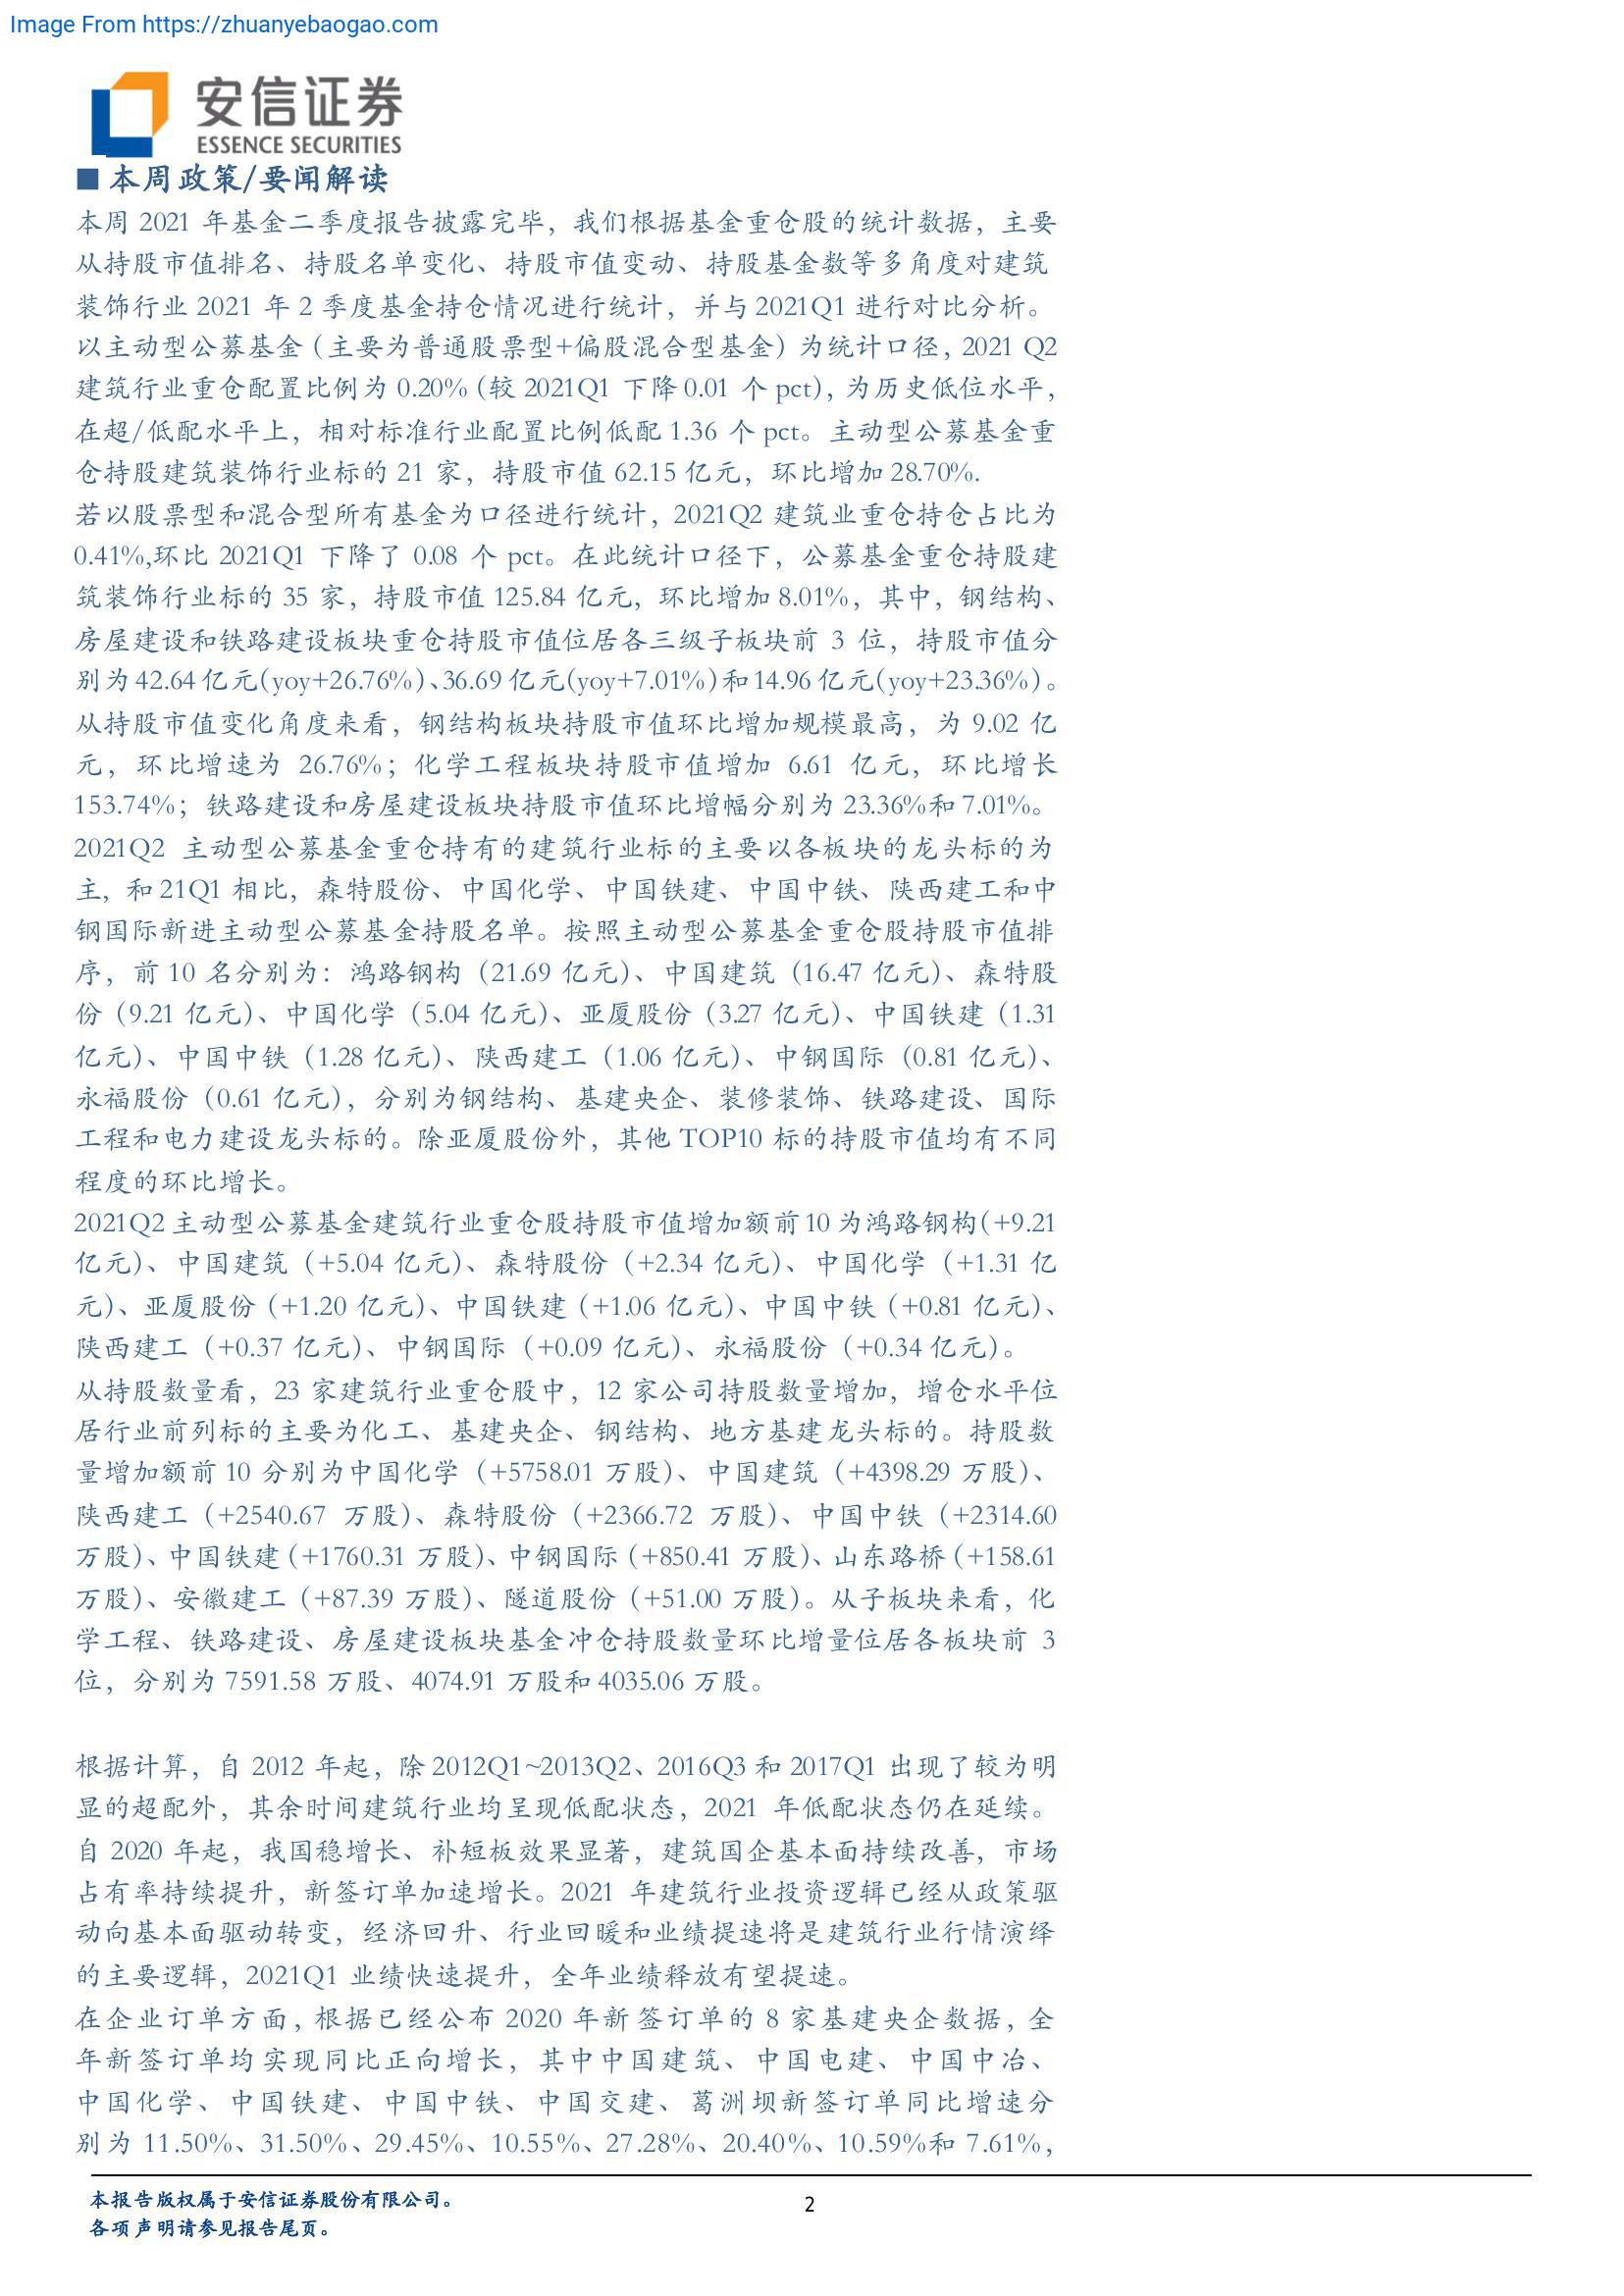 Image From https://zhuanyebaogao.com
安信证券
ESSENCE SECURITIES
■ 本周政策/要闻解读
本周 2021 年基金二季度报告披露完毕，我们根据基金重仓股的统计数据，主要
从持股市值排名、持股名单变化、持股市值变动、持股基金数等多角度对建筑
装饰行业 2021 年 2 季度基金持仓情况进行统计，并与 2021Q1 进行对比分析。
以主动型公募基金（主要为普通股票型+偏股混合型基金）为统计口径，2021 Q2
建筑行业重仓配置比例为 0.20%（较 2021Q1 下降 0.01 个 pct），为历史低位水平，
在超/低配水平上，相对标准行业配置比例低配 1.36 个 pct。主动型公募基金重
仓持股建筑装饰行业标的 21 家，持股市值 62.15 亿元，环比增加 28.70%.
若以股票型和混合型所有基金为口径进行统计，2021Q2 建筑业重仓持仓占比为
0.41%,环比 2021Q1 下降了 0.08 个 pct。在此统计口径下，公募基金重仓持股建
筑装饰行业标的 35 家，持股市值 125.84 亿元，环比增加 8.01%，其中，钢结构、
房屋建设和铁路建设板块重仓持股市值位居各三级子板块前 3 位，持股市值分
别为 42.64 亿元(yoy+26.76%)、36.69 亿元(yoy+7.01%)和 14.96 亿元(yoy+23.36%)。
从持股市值变化角度来看，钢结构板块持股市值环比增加规模最高，为 9.02 亿
元，环比增速为 26.76%；化学工程板块持股市值增加 6.61 亿元，环比增长
153.74%；铁路建设和房屋建设板块持股市值环比增幅分别为 23.36%和 7.01%。
2021Q2 主动型公募基金重仓持有的建筑行业标的主要以各板块的龙头标的为
主，和 21Q1 相比，森特股份、中国化学、中国铁建、中国中铁、陕西建工和中
钢国际新进主动型公募基金持股名单。按照主动型公募基金重仓股持股市值排
序，前 10 名分别为：鸿路钢构（21.69 亿元）、中国建筑（16.47 亿元）、森特股
份（9.21 亿元）、中国化学（5.04 亿元）、亚厦股份（3.27 亿元）、中国铁建（1.31
亿元）、中国中铁（1.28 亿元）、陕西建工（1.06 亿元）、中钢国际（0.81 亿元）、
永福股份（0.61 亿元），分别为钢结构、基建央企、装修装饰、铁路建设、国际
工程和电力建设龙头标的。除亚厦股份外，其他 TOP10 标的持股市值均有不同
程度的环比增长。
2021Q2 主动型公募基金建筑行业重仓股持股市值增加额前 10 为鸿路钢构（+9.21
亿元）、中国建筑（+5.04 亿元）、森特股份（+2.34 亿元）、中国化学（+1.31 亿
元）、亚厦股份（+1.20 亿元）、中国铁建（+1.06 亿元）、中国中铁（+0.81 亿元）、
陕西建工（+0.37 亿元）、中钢国际（+0.09 亿元）、永福股份（+0.34 亿元）。
从持股数量看，23 家建筑行业重仓股中，12 家公司持股数量增加，增仓水平位
居行业前列标的主要为化工、基建央企、钢结构、地方基建龙头标的。持股数
量增加额前 10 分别为中国化学（+5758.01 万股）、中国建筑（+4398.29 万股）、
陕西建工（+2540.67 万股）、森特股份（+2366.72 万股）、中国中铁（+2314.60
万股）、中国铁建（+1760.31 万股）、中钢国际（+850.41 万股）、山东路桥（+158.61
万股）、安徽建工（+87.39 万股）、隧道股份（+51.00 万股）。从子板块来看，化
学工程、铁路建设、房屋建设板块基金冲仓持股数量环比增量位居各板块前 3
位，分别为 7591.58 万股、4074.91 万股和 4035.06 万股。
根据计算，自 2012 年起，除 2012Q1~2013Q2、2016Q3 和 2017Q1 出现了较为明
显的超配外，其余时间建筑行业均呈现低配状态，2021 年低配状态仍在延续。
自 2020 年起，我国稳增长、补短板效果显著，建筑国企基本面持续改善，市场
占有率持续提升，新签订单加速增长。2021 年建筑行业投资逻辑已经从政策驱
动向基本面驱动转变，经济回升、行业回暖和业绩提速将是建筑行业行情演绎
的主要逻辑，2021Q1 业绩快速提升，全年业绩释放有望提速。
在企业订单方面，根据已经公布 2020 年新签订单的 8 家基建央企数据，全
年新签订单均实现同比正向增长，其中中国建筑、中国电建、中国中冶、
中国化学、中国铁建、中国中铁、中国交建、葛洲坝新签订单同比增速分
别为 11.50%、31.50%、29.45%、10.55%、27.28%、20.40%、10.59%和 7.61%，
本报告版权属于安信证券股份有限公司。
2
各项声明请参见报告尾页。